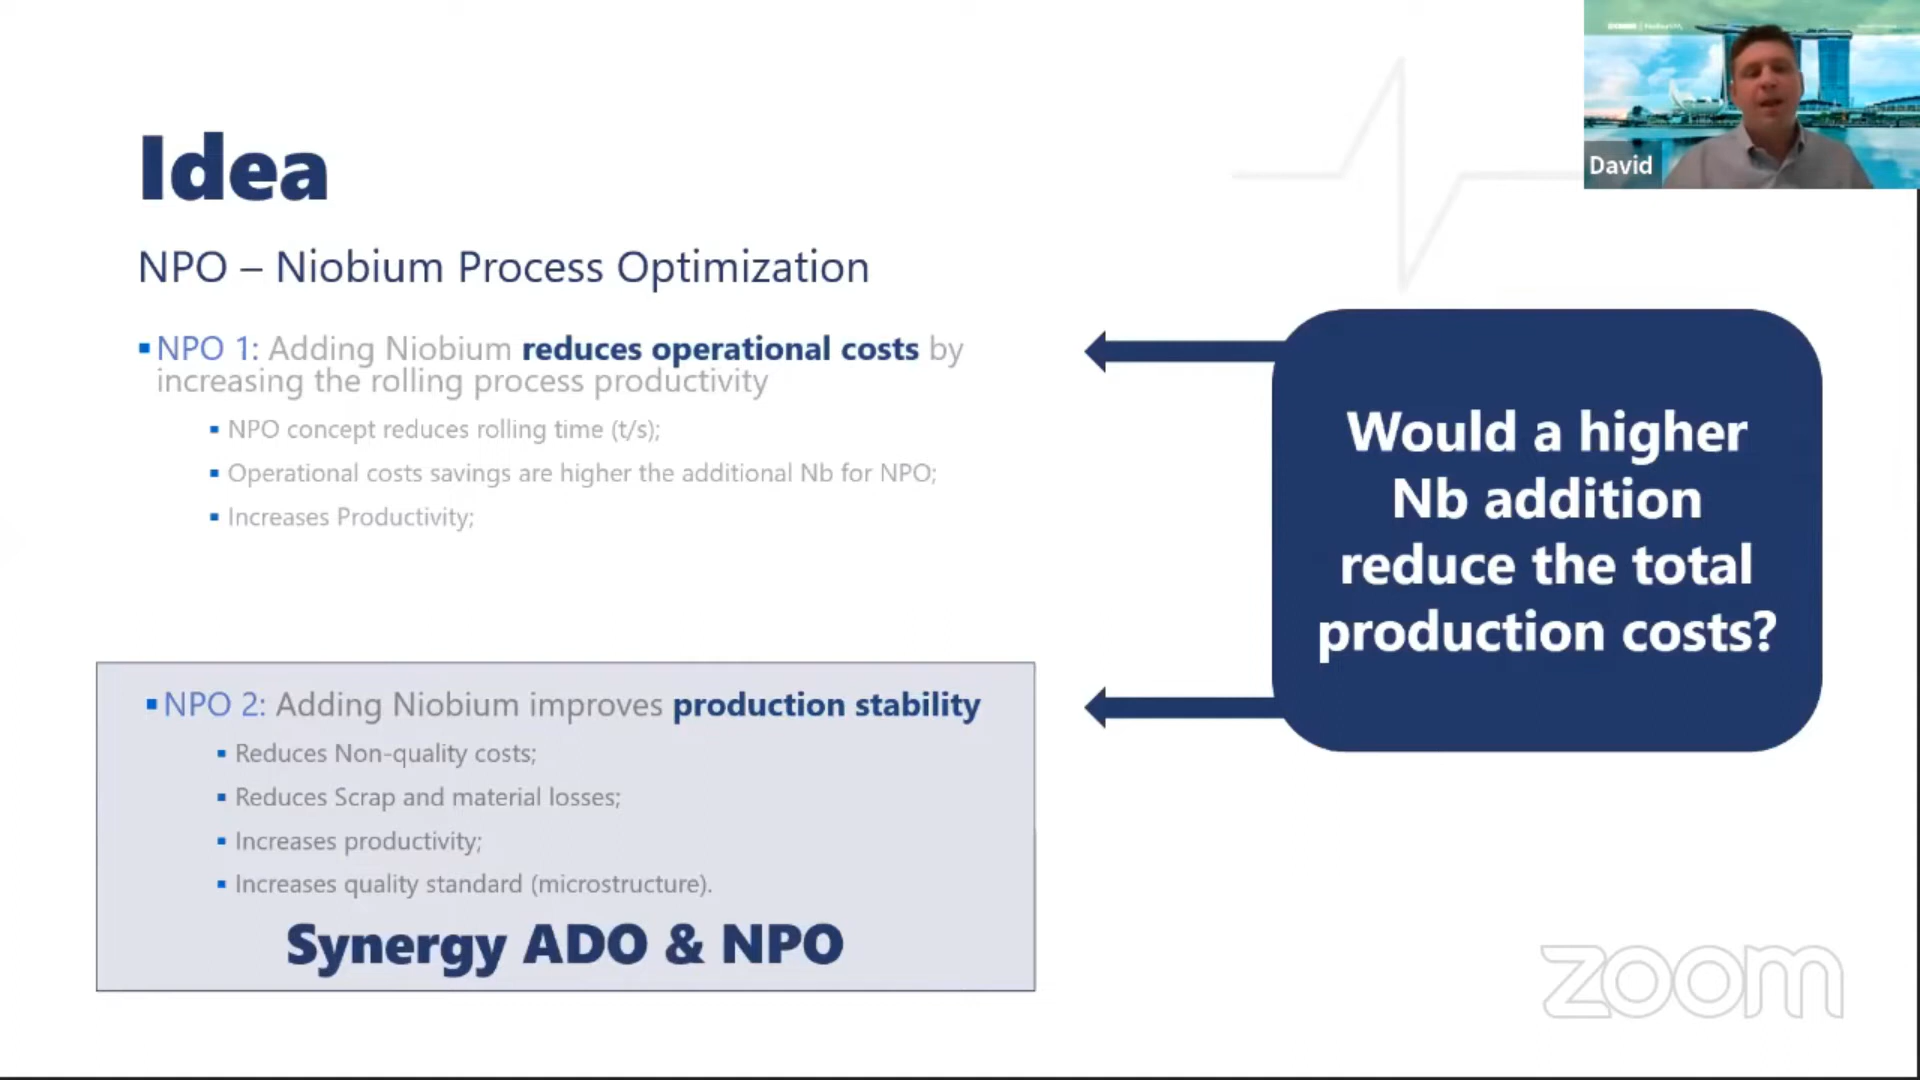 Idea
NPO – Niobium Process Optimization
NPO 1: Adding Niobium reduces operational costs by
increasing the rolling process productivity
NPO concept reduces rolling time (t/s);
Operational costs savings are higher the additional Nb for NPO;
Increases Productivity;
NPO 2: Adding Niobium improves production stability
Reduces Non-quality costs;
Reduces Scrap and material losses;
Increases productivity;
Increases quality standard (microstructure).
Synergy ADO & NPO
Would a higher
Nb addition
reduce the total
production costs?
David
zoom